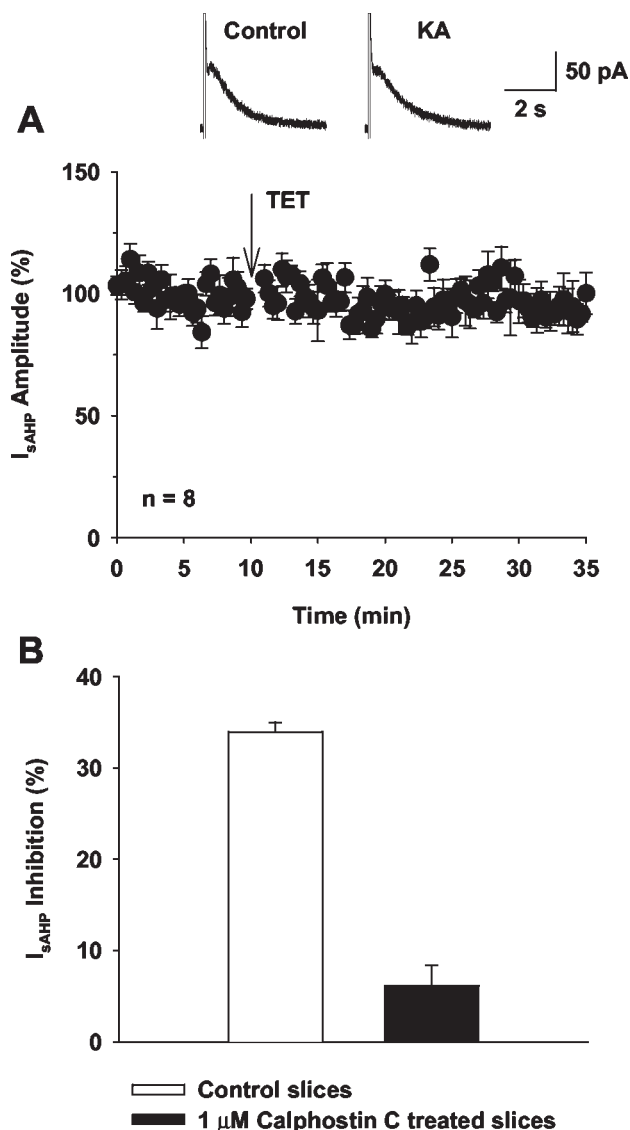 Control KA
50 pA
2 s
A
150
TET
100
50
n = 8
0
0 5 10 15 20 25 30 35
Time (min)
IsAHP Amplitude (%)
B
40
30
20
10
0
IsAHP Inhibition (%)
Control slices
1 μM Calphostin C treated slices